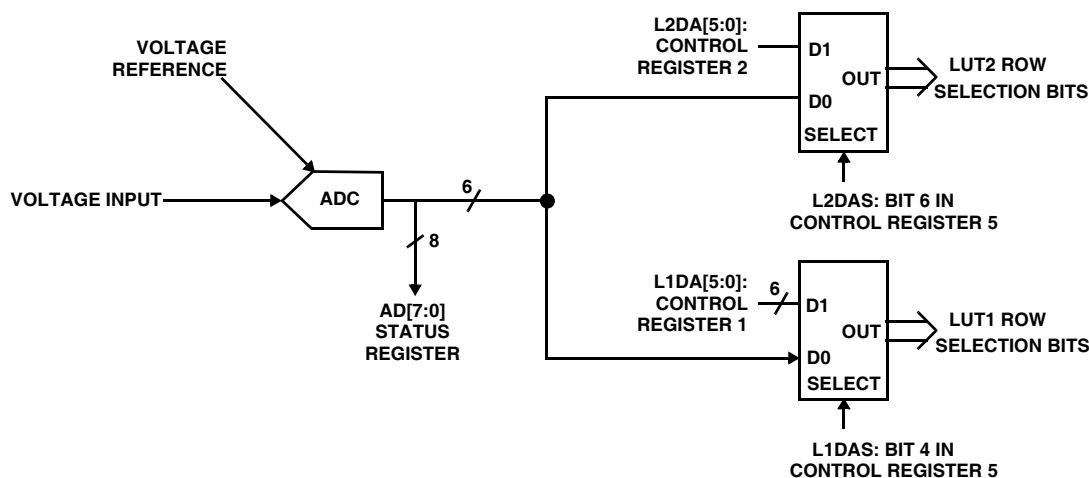 VOLTAGE
REFERENCE
VOLTAGE INPUT
ADC
6
8
AD[7:0]
STATUS
REGISTER
L2DA[5:0]:
CONTROL
REGISTER 2
D1
OUT
D0
SELECT
LUT2 ROW
SELECTION BITS
L2DAS: BIT 6 IN
CONTROL REGISTER 5
L1DA[5:0]:
CONTROL
REGISTER 1
6
D1
OUT
D0
SELECT
LUT1 ROW
SELECTION BITS
L1DAS: BIT 4 IN
CONTROL REGISTER 5